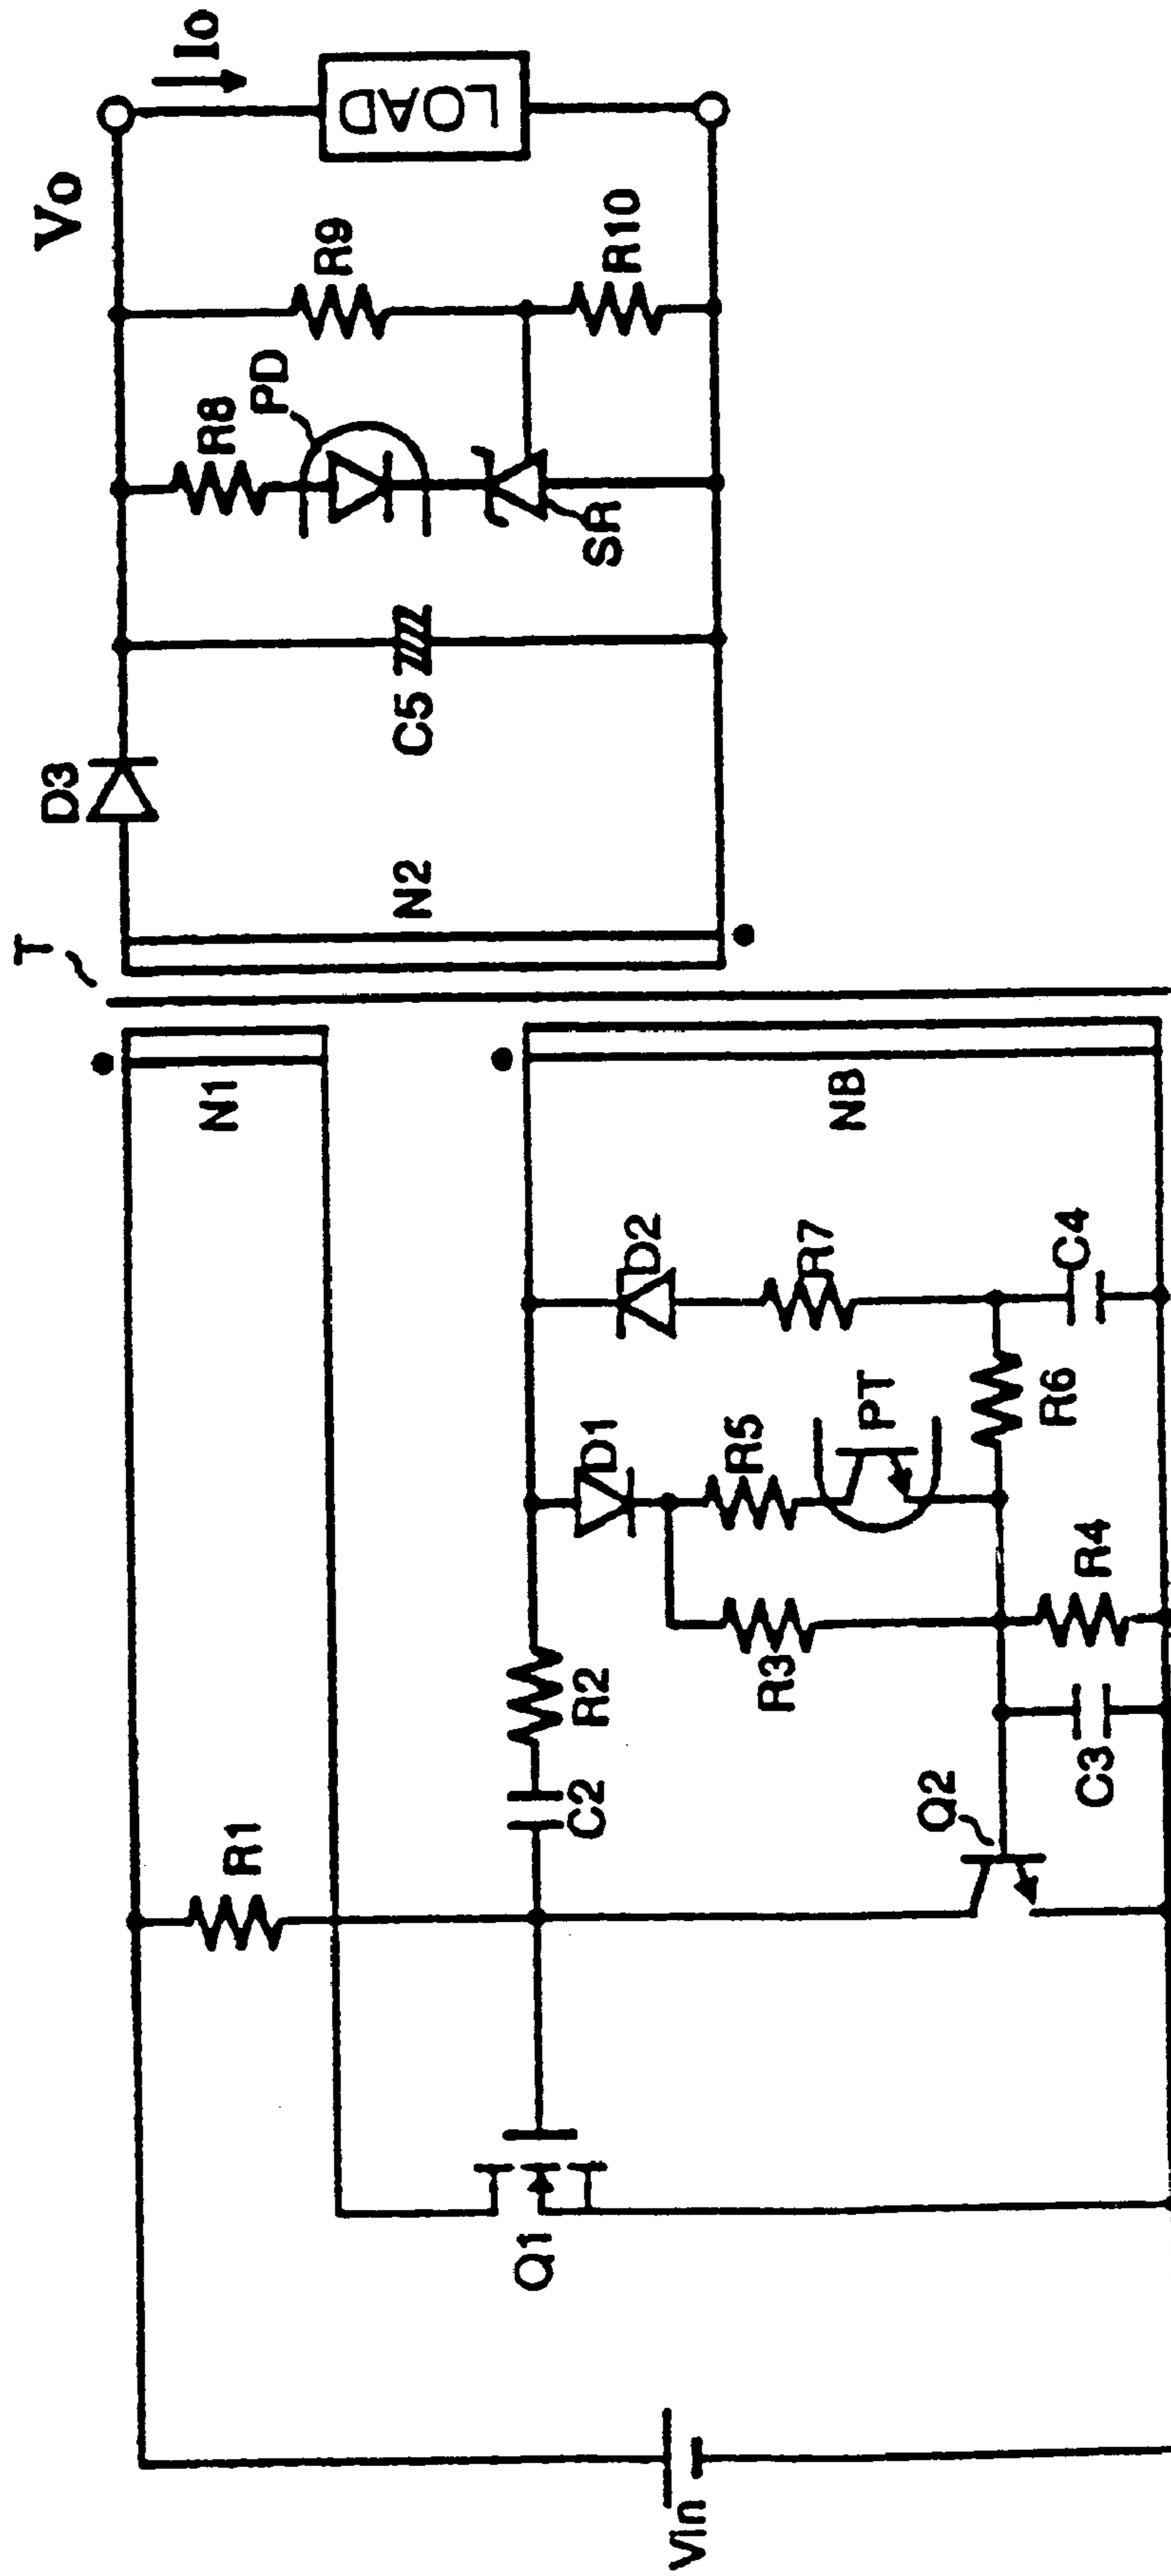 T
D3
Vo
Io
R8
PD
R9
N2
C5
SR
R10
LOAD
N1
R1
C2
R2
D1
D2
R5
R7
R3
PT
NB
Q1
Q2
R6
C4
C3
R4
Vin